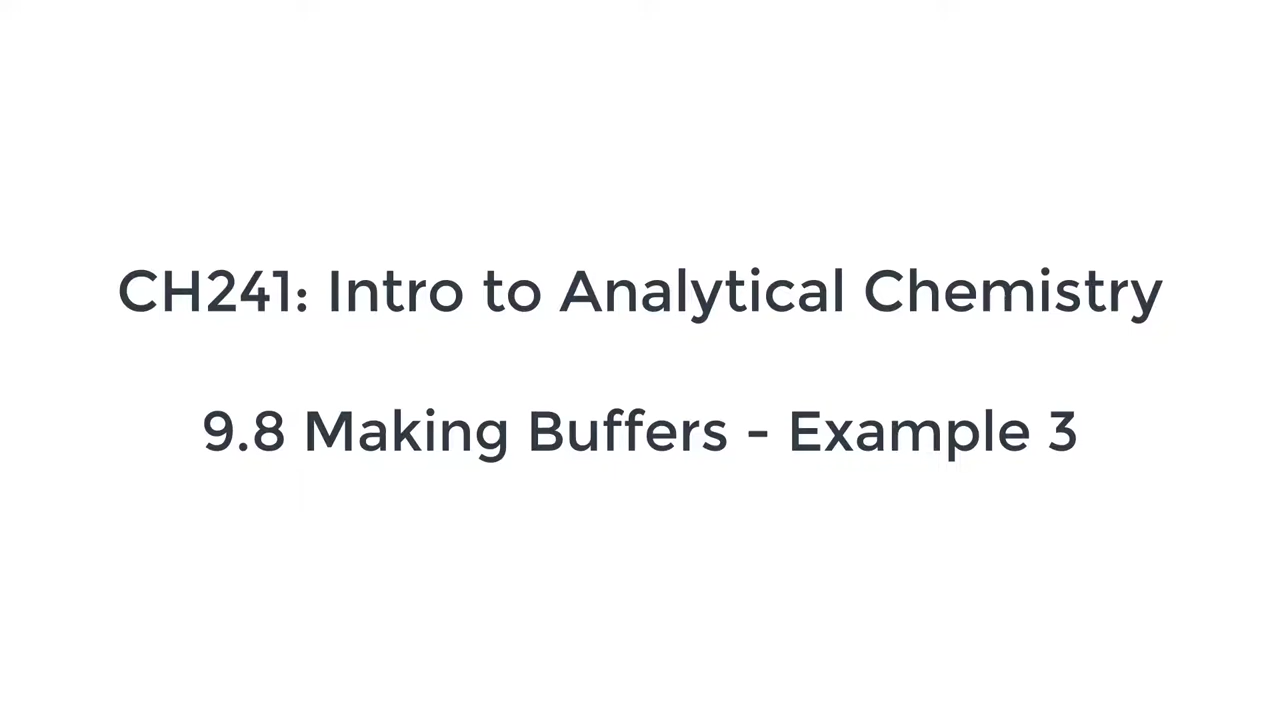 CH241: Intro to Analytical Chemistry
9.8 Making Buffers - Example 3